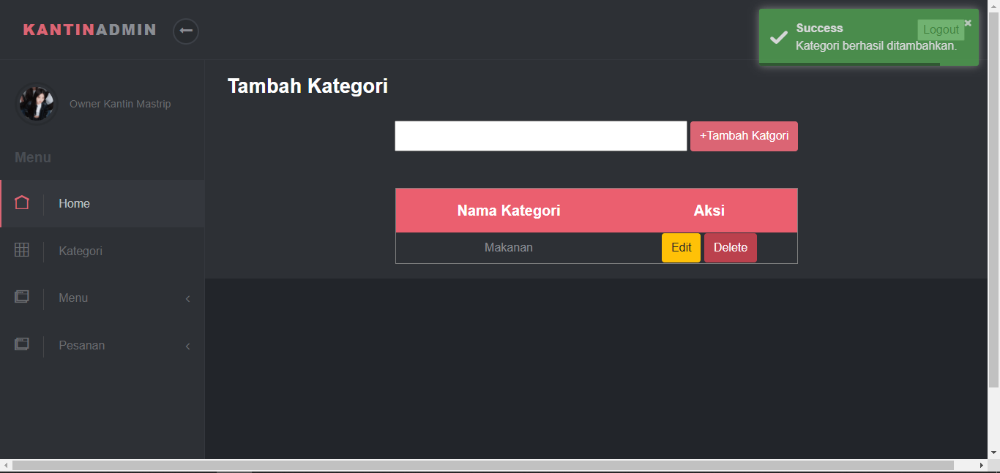 KANTINADMIN
Success
Logout
Kategori berhasil ditambahkan.
Owner Kantin Mastrip
Menu
Home
Kategori
Menu
Pesanan
Tambah Kategori
+Tambah Katgori
Nama Kategori Aksi
Makanan Edit Delete